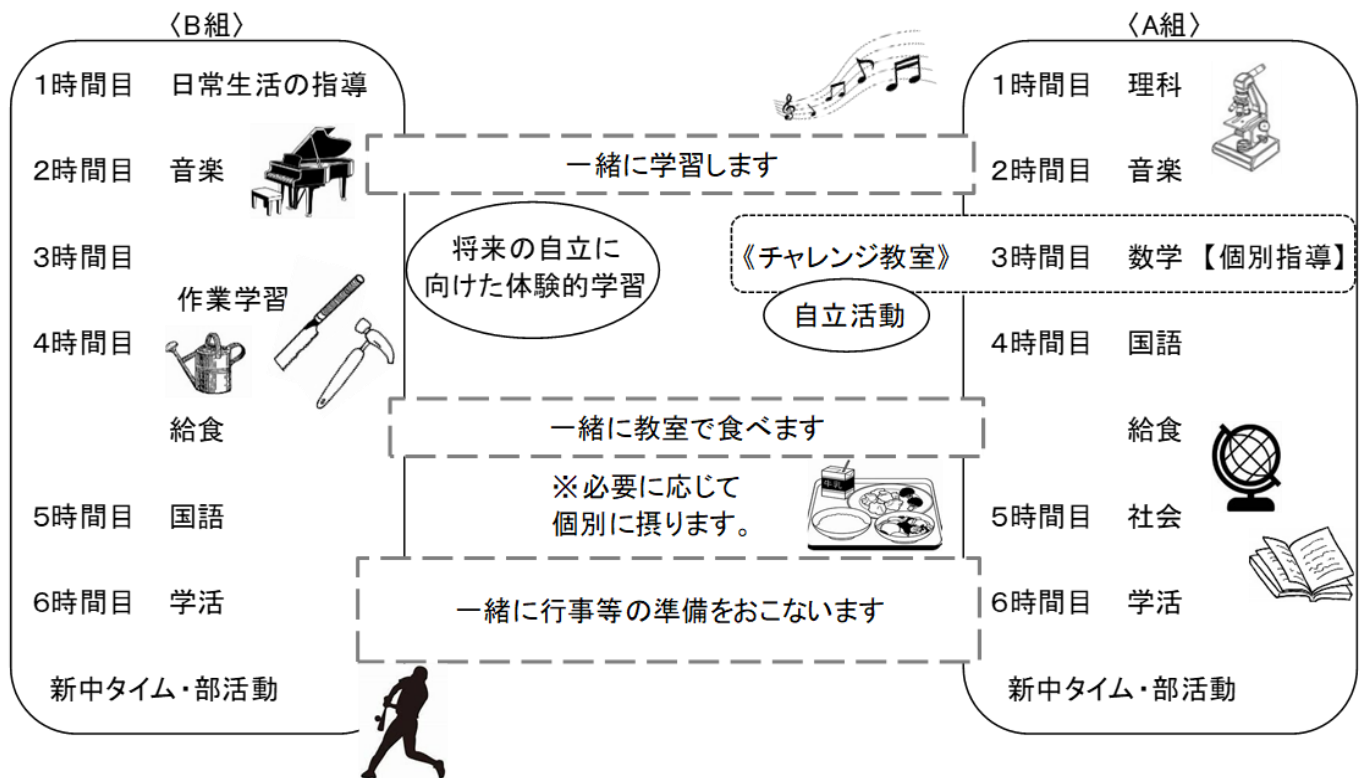 〈B組〉
1時間目 日常生活の指導
2時間目 音楽
3時間目
作業学習
4時間目
給食
5時間目 国語
6時間目 学活
新中タイム・部活動
一緒に学習します
将来の自立に
向けた体験的学習
《チャレンジ教室》
自立活動
一緒に教室で食べます
※必要に応じて
個別に摂ります。
牛乳
一緒に行事等の準備をおこないます
〈A組〉
1時間目 理科
2時間目 音楽
3時間目 数学【個別指導】
4時間目 国語
給食
5時間目 社会
6時間目 学活
新中タイム・部活動